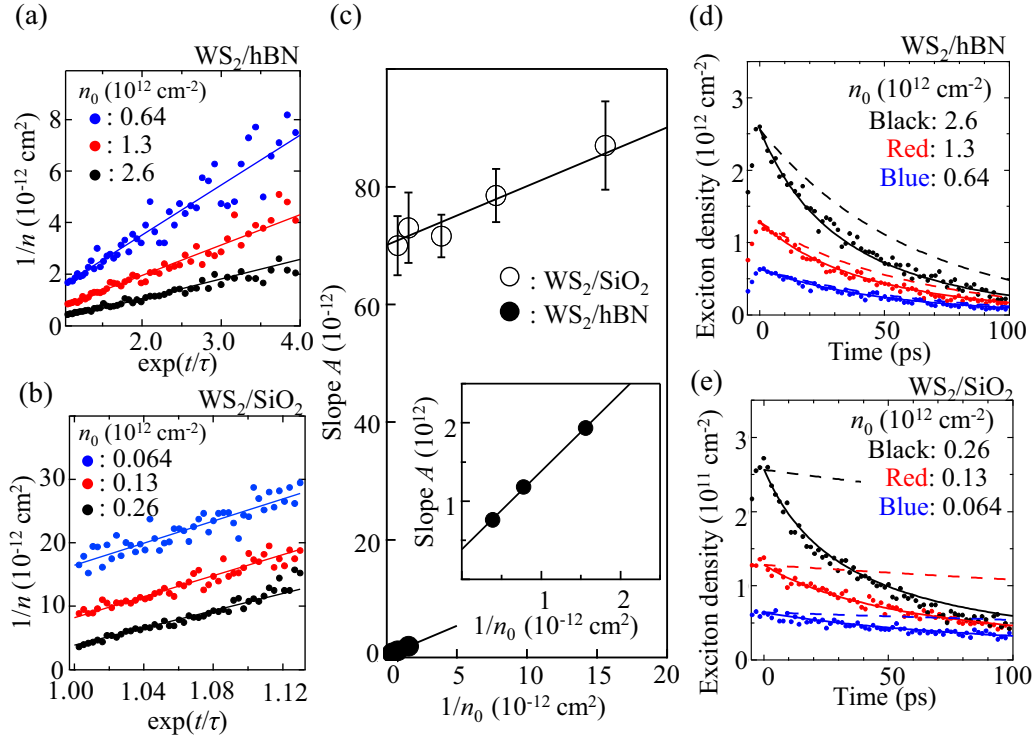 (a)
WS2/hBN
n0 (10^12 cm^-2)
: 0.64
: 1.3
: 2.6
1/n (10^-12 cm^2)
8
6
4
2
0
2.0
3.0
4.0
exp(t/τ)
(b)
WS2/SiO2
n0 (10^12 cm^-2)
: 0.064
: 0.13
: 0.26
1/n (10^-12 cm^2)
30
20
10
0
1.00
1.04
1.08
1.12
exp(t/τ)
(c)
Slope A (10^-12)
80
60
40
20
0
: WS2/SiO2
: WS2/hBN
Slope A (10^12)
2
1
1
2
1/n0 (10^-12 cm^2)
0
5
10
15
20
1/n0 (10^-12 cm^2)
(d)
WS2/hBN
n0 (10^12 cm^-2)
Black: 2.6
Red: 1.3
Blue: 0.64
Exciton density (10^12 cm^-2)
3
2
1
0
0
50
100
Time (ps)
(e)
WS2/SiO2
n0 (10^12 cm^-2)
Black: 0.26
Red: 0.13
Blue: 0.064
Exciton density (10^11 cm^-2)
3
2
1
0
0
50
100
Time (ps)